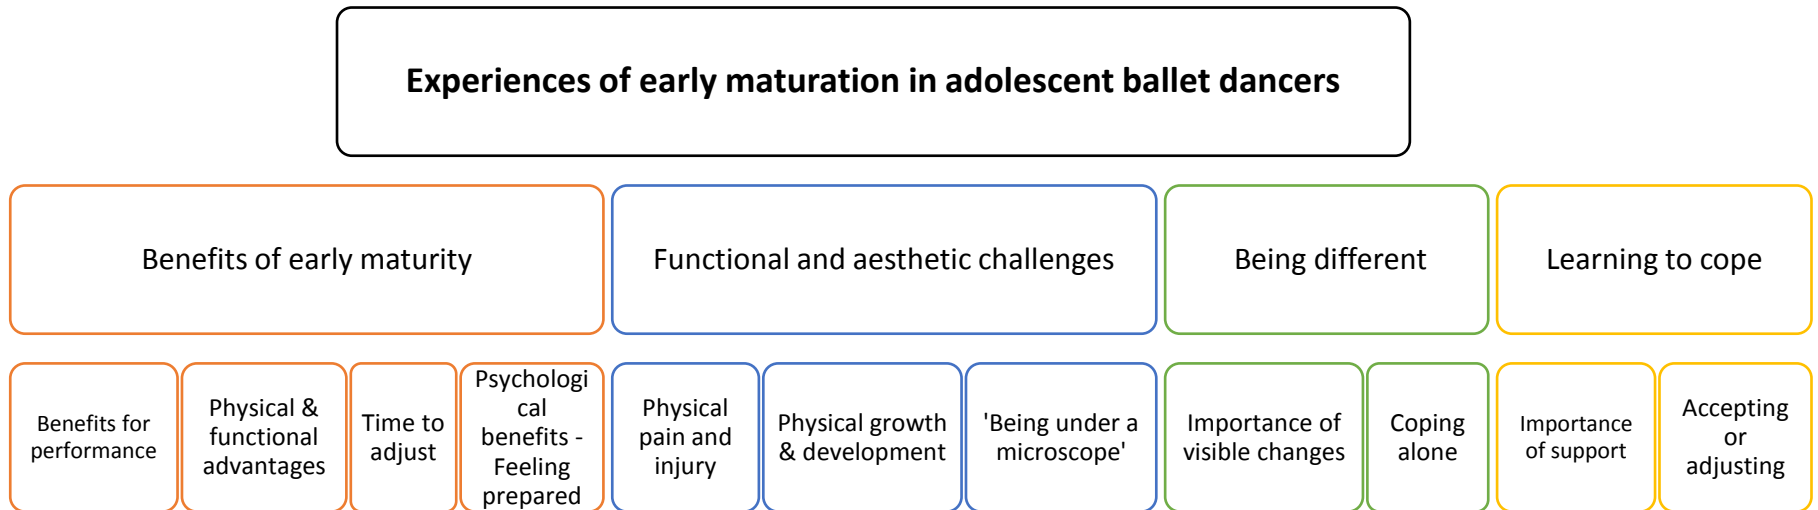 Experiences of early maturation in adolescent ballet dancers
Benefits of early maturity
Functional and aesthetic challenges
Being different
Learning to cope
Benefits for
performance
Physical &
functional
advantages
Time to
adjust
Psychologi
cal
benefits -
Feeling
prepared
Physical
pain and
injury
Physical growth
& development
'Being under a
microscope'
Importance of
visible changes
Coping
alone
Importance
of support
Accepting
or
adjusting